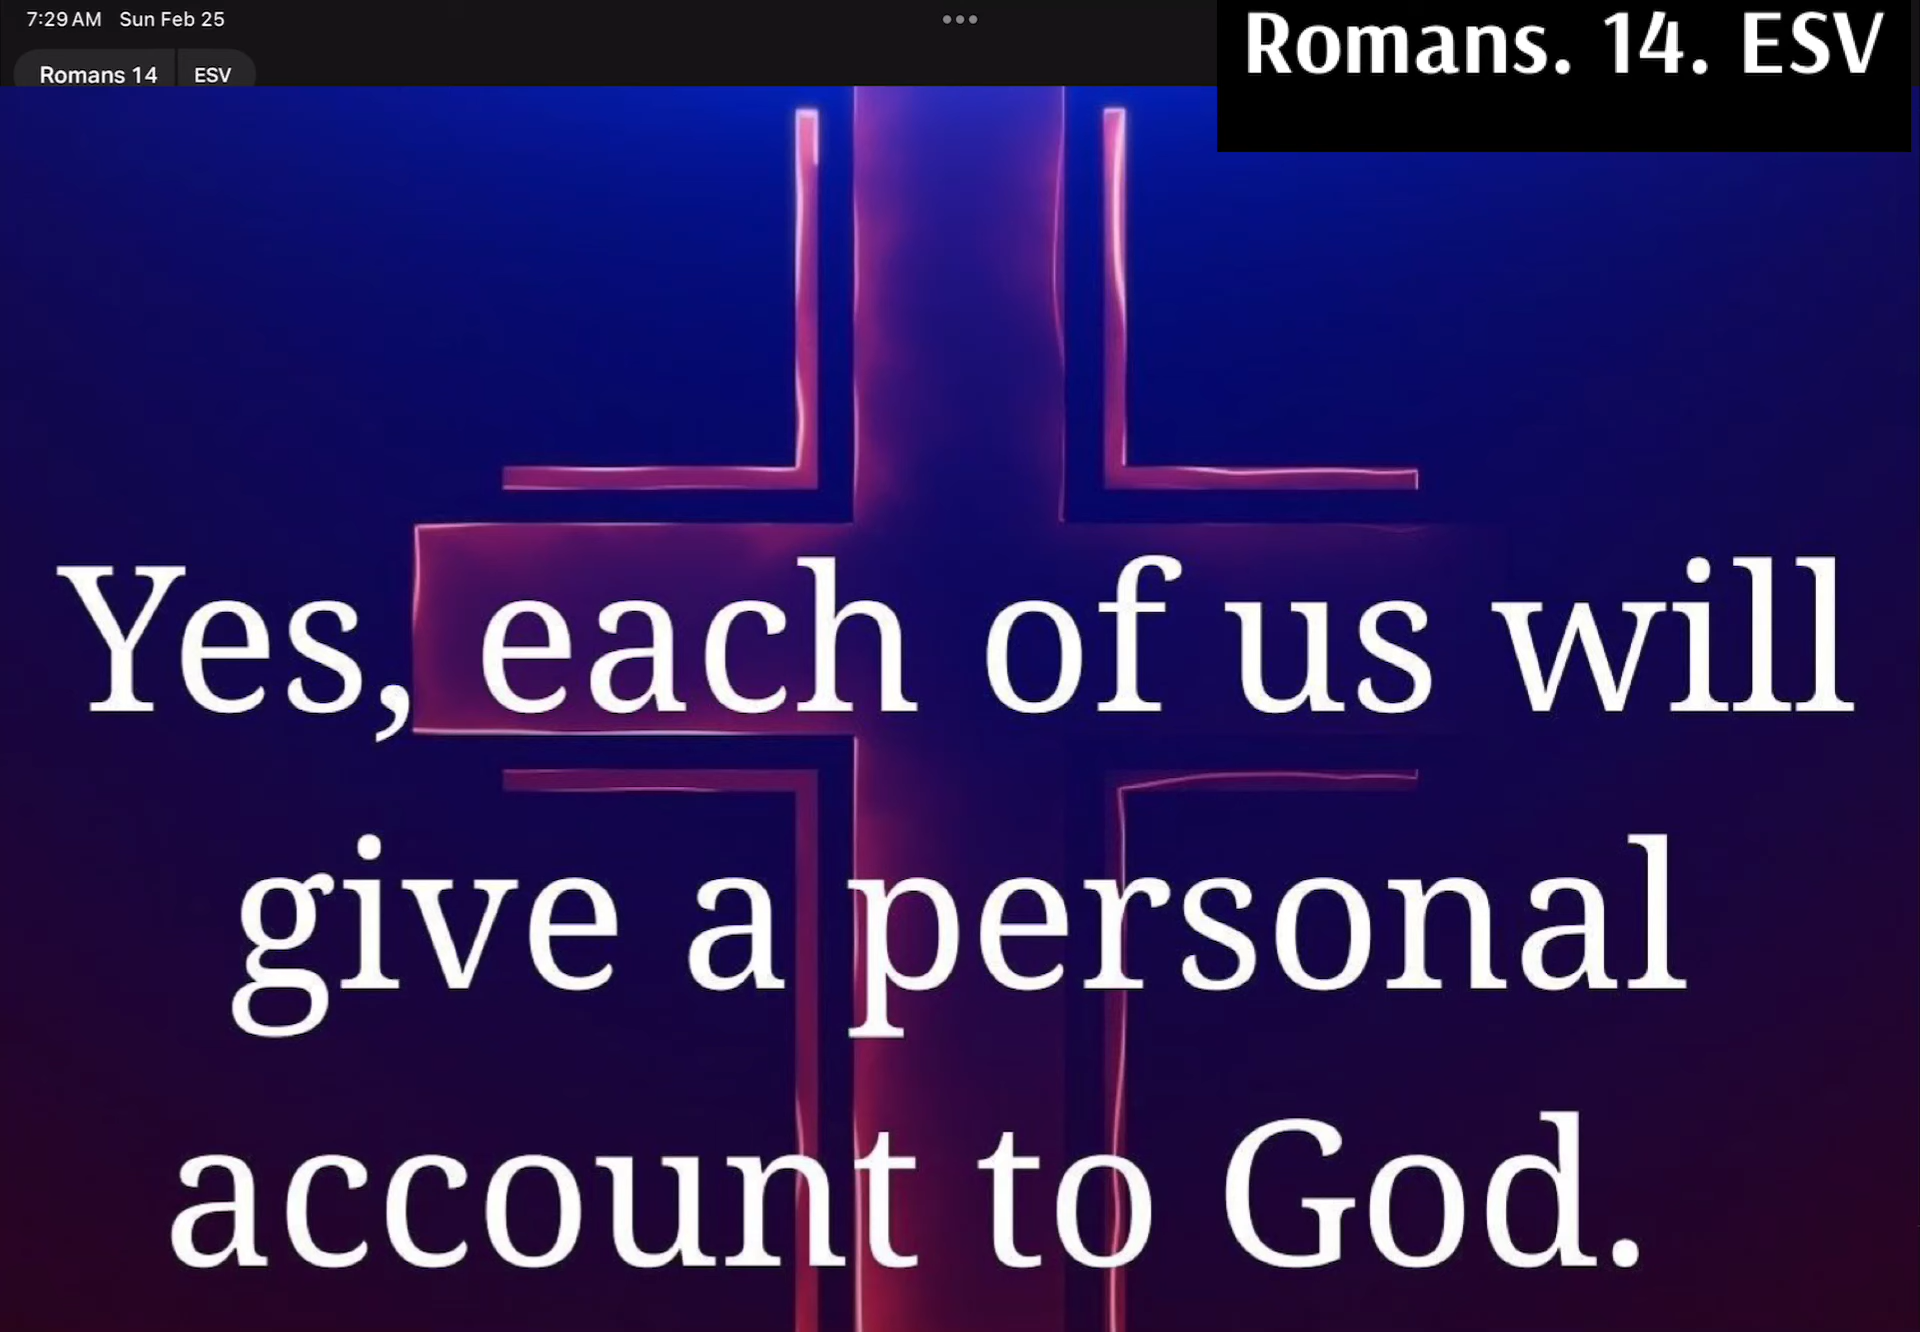 7:29 AM Sun Feb 25
Romans 14 ESV
Romans. 14. ESV
Yes, each of us will
give a personal
account to God.